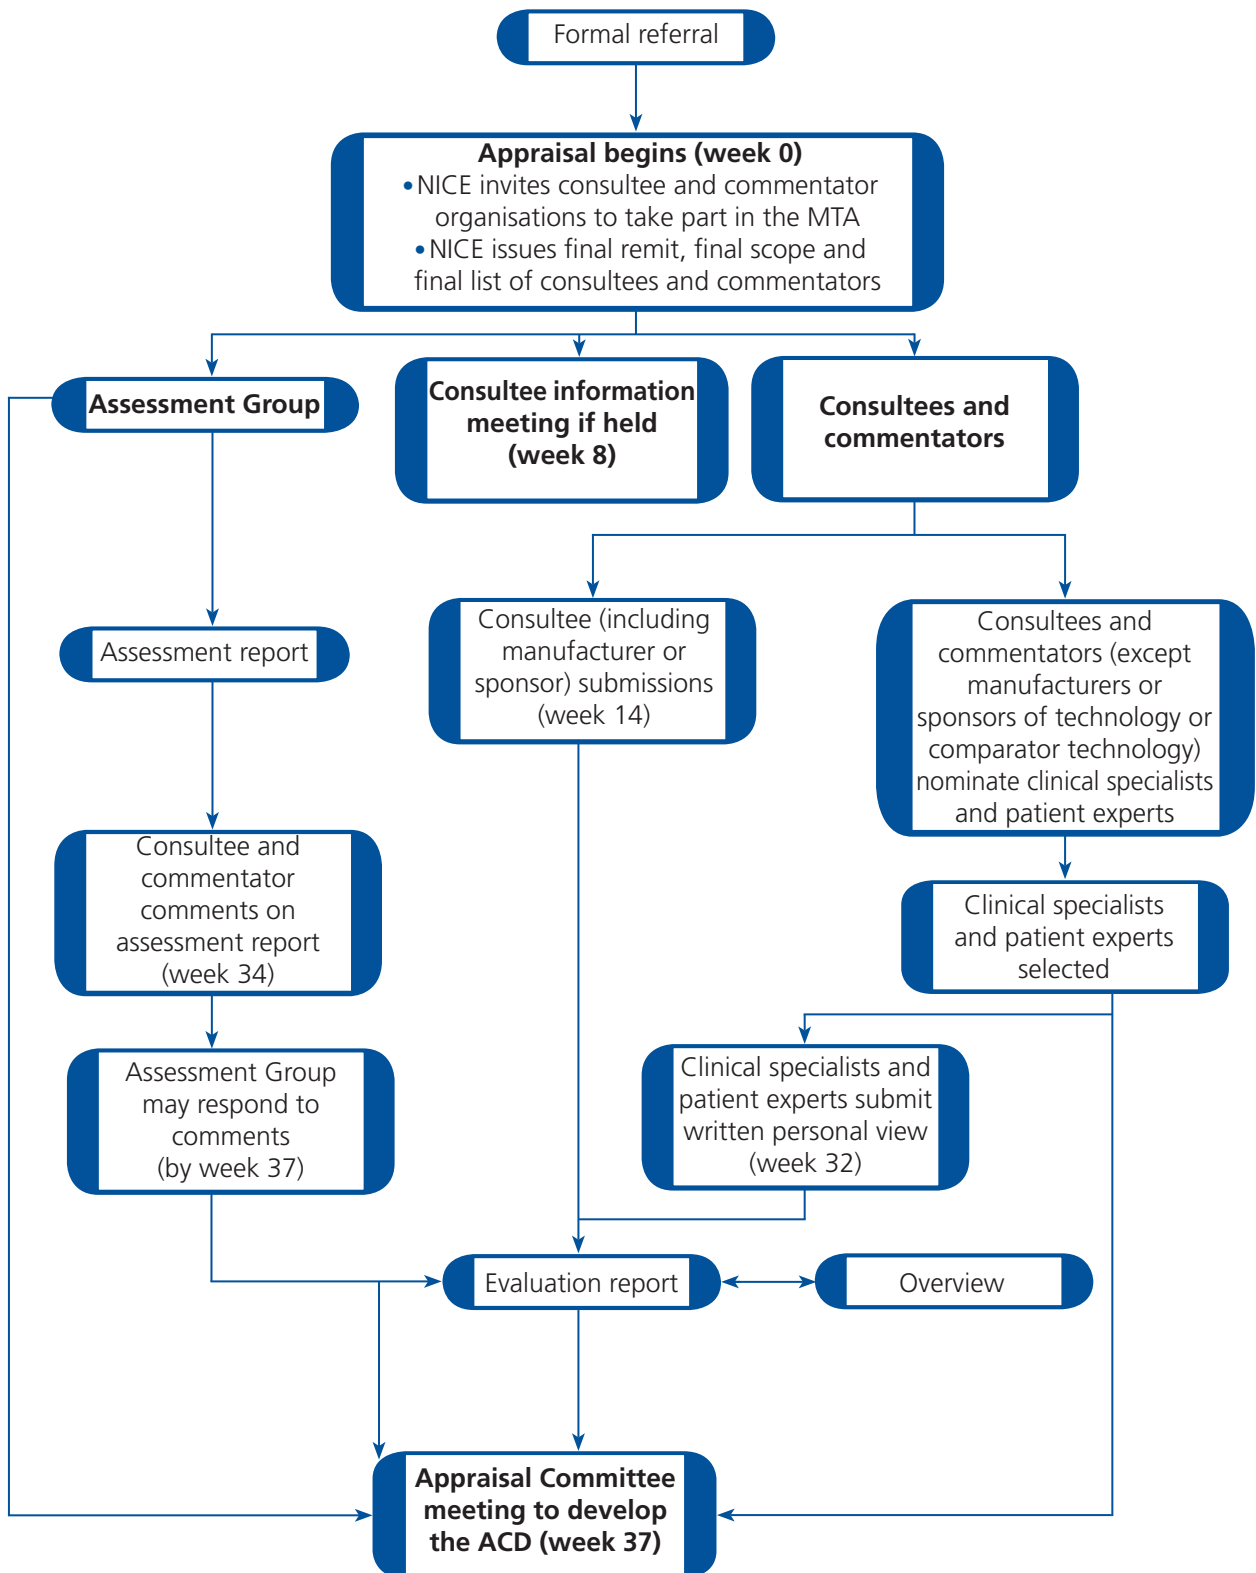 Formal referral
Appraisal begins (week 0)
•NICE invites consultee and commentator
organisations to take part in the MTA
•NICE issues final remit, final scope and
final list of consultees and commentators
Assessment Group
Consultee information
meeting if held
(week 8)
Consultees and
commentators
Assessment report
Consultee (including
manufacturer or
sponsor) submissions
(week 14)
Consultees and
commentators (except
manufacturers or
sponsors of technology or
comparator technology)
nominate clinical specialists
and patient experts
Consultee and
commentator
comments on
assessment report
(week 34)
Clinical specialists
and patient experts
selected
Assessment Group
may respond to
comments
(by week 37)
Clinical specialists and
patient experts submit
written personal view
(week 32)
Evaluation report
Overview
Appraisal Committee
meeting to develop
the ACD (week 37)